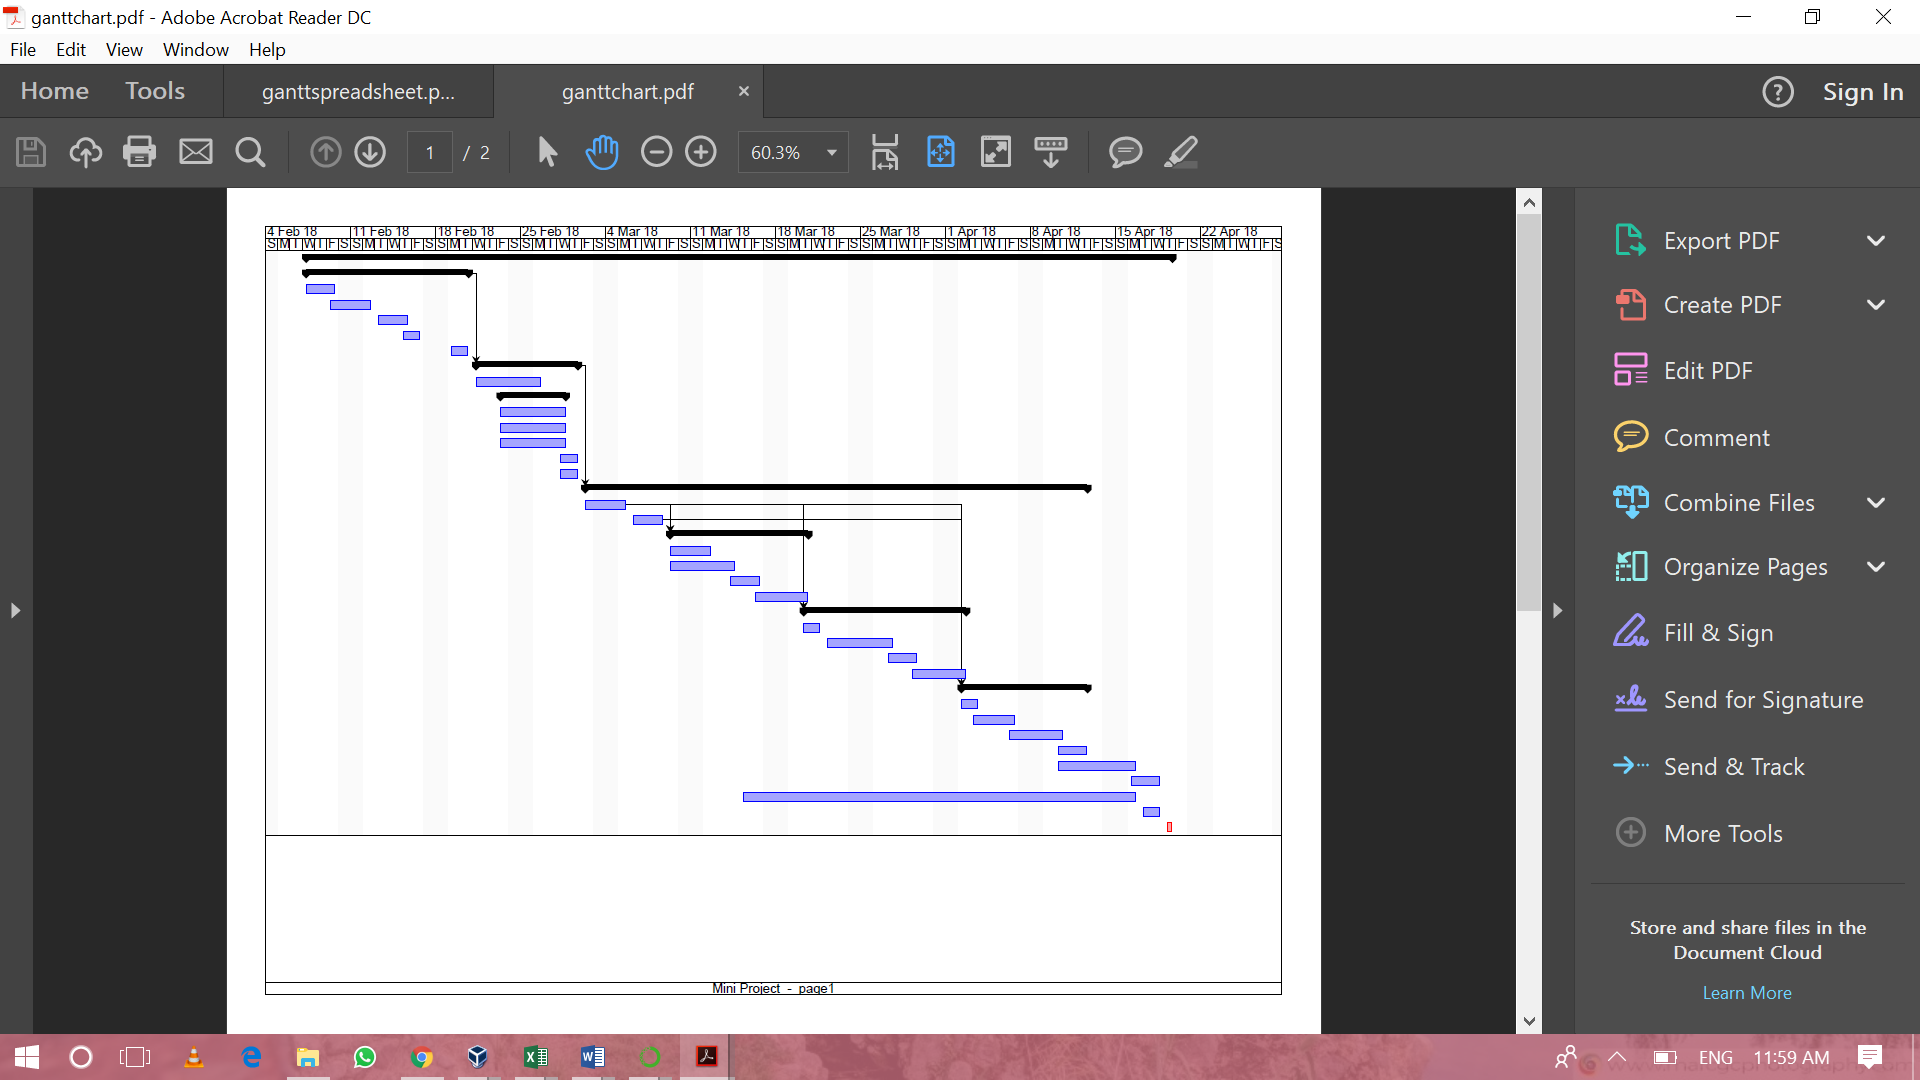 ganttchart.pdf - Adobe Acrobat Reader DC
File Edit View Window Help
Home Tools ganttspreadsheet.p... ganttchart.pdf × ? Sign In
1 / 2 60.3%
4 Feb 18 11 Feb 18 18 Feb 18 25 Feb 18 4 Mar 18 11 Mar 18 18 Mar 18 25 Mar 18 1 Apr 18 8 Apr 18 15 Apr 18 22 Apr 18
S M T W T F S S M T W T F S S M T W T F S S M T W T F S S M T W T F S S M T W T F S S M T W T F S S M T W T F S S M T W T F S S M T W T F S S M T W T F S S M T W T F S
Mini Project - page1
Export PDF
Create PDF
Edit PDF
Comment
Combine Files
Organize Pages
Fill & Sign
Send for Signature
Send & Track
More Tools
Store and share files in the
Document Cloud
Learn More
ENG 11:59 AM